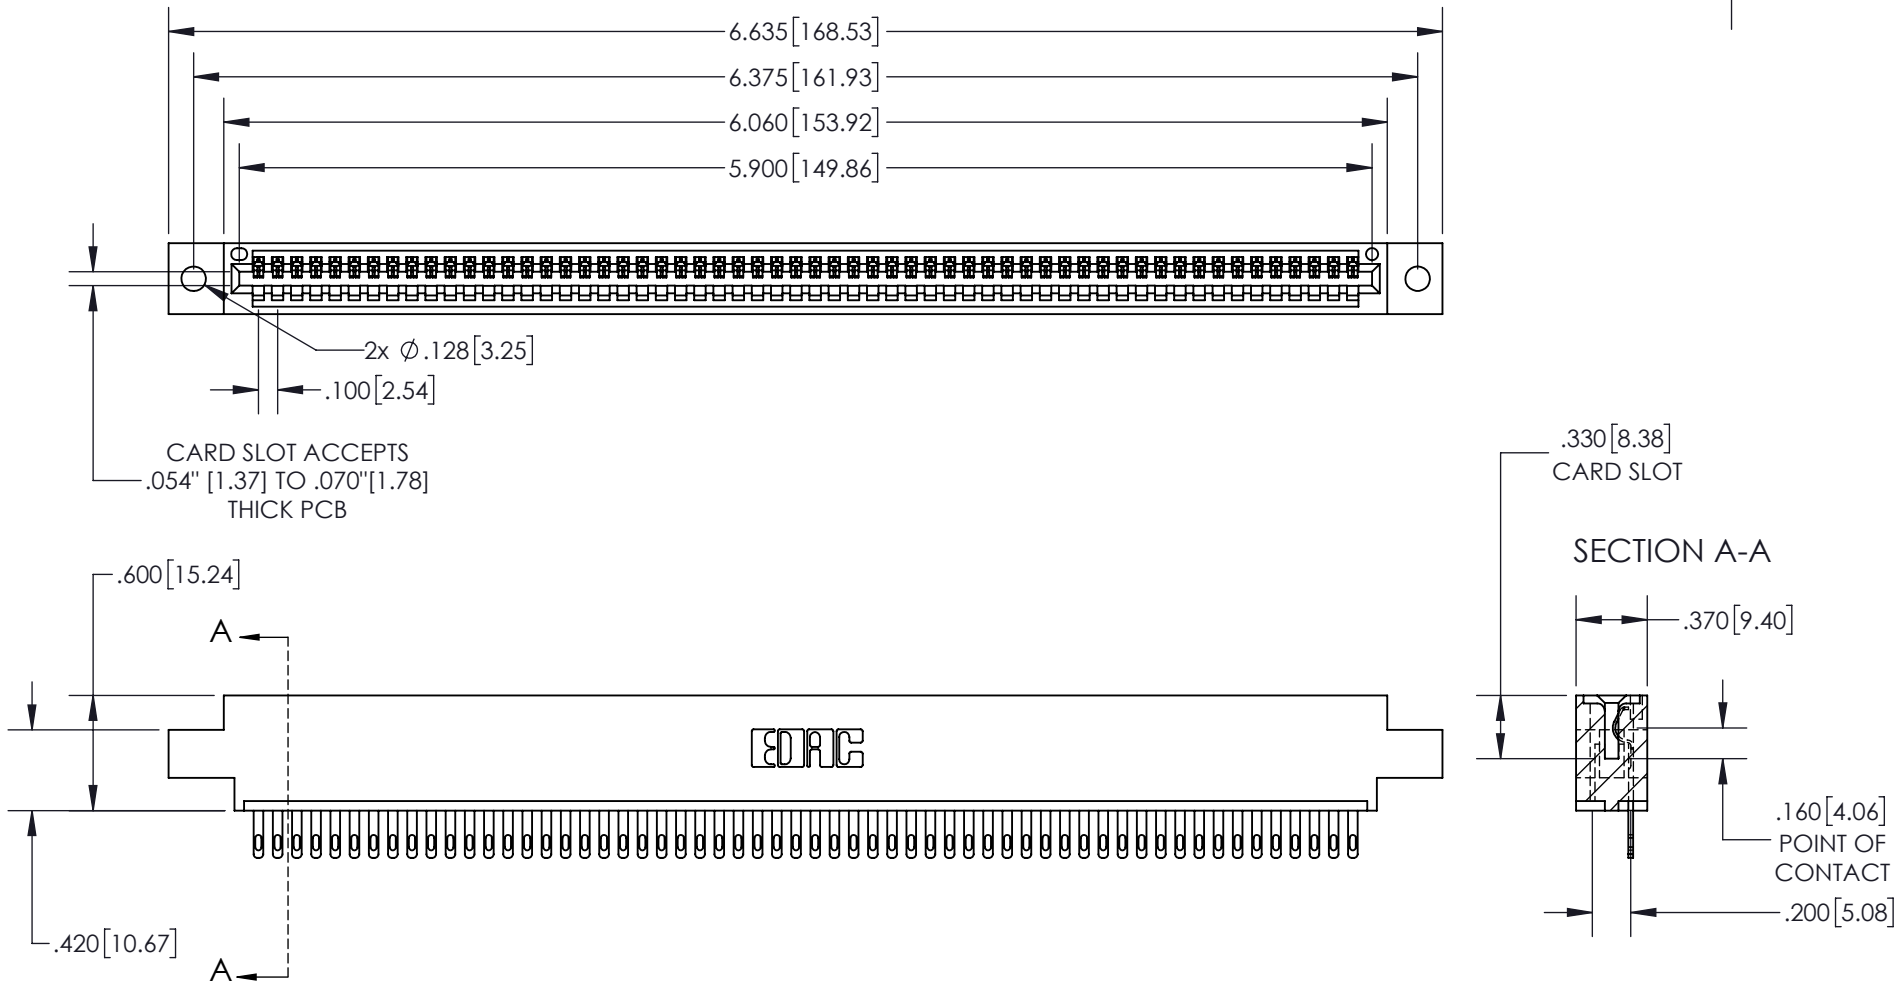 6.635[168.53]
6.375[161.93]
6.060[153.92]
5.900[149.86]
2x Ø.128[3.25]
.100[2.54]
CARD SLOT ACCEPTS
.054" [1.37] TO .070"[1.78]
THICK PCB
.330[8.38]
CARD SLOT
SECTION A-A
.600[15.24]
.370[9.40]
A
EDAC
.160[4.06]
POINT OF
CONTACT
.200[5.08]
.420[10.67]
A